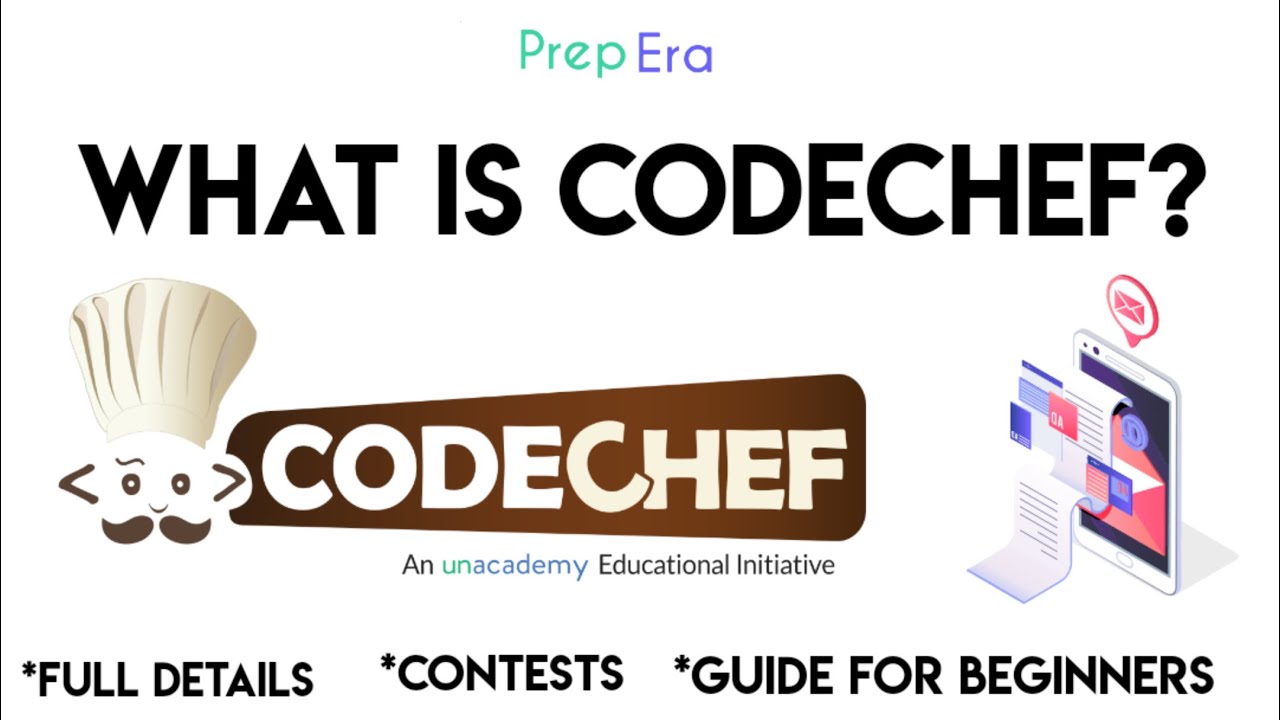 Prep Era
WHAT IS CODECHEF?
CODECHEF
An unacademy Educational Initiative
*FULL DETAILS
*CONTESTS
*GUIDE FOR BEGINNERS